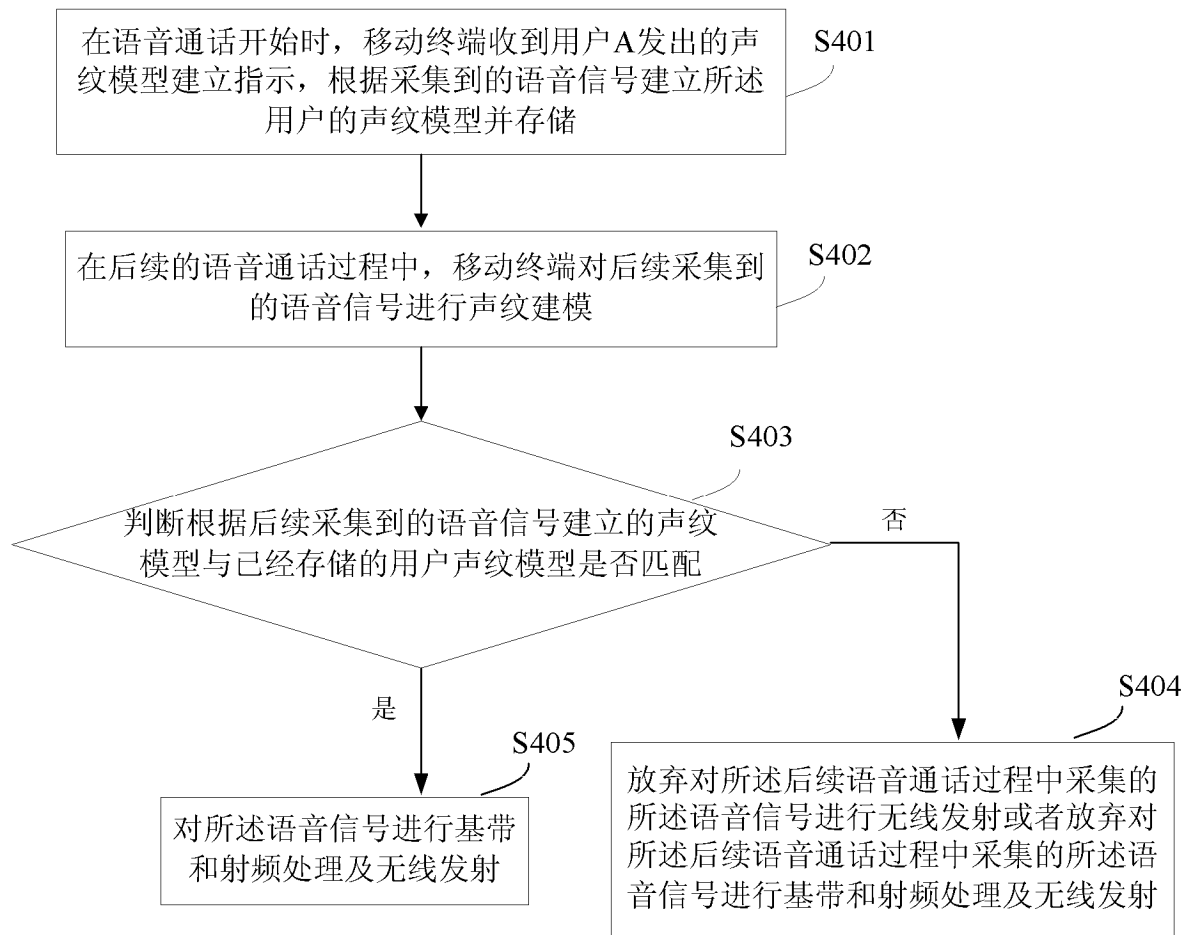 在语音通话开始时，移动终端收到用户A发出的声
纹模型建立指示，根据采集到的语音信号建立所述
用户的声纹模型并存储
S401
在后续的语音通话过程中，移动终端对后续采集到
的语音信号进行声纹建模
S402
S403
判断根据后续采集到的语音信号建立的声纹
模型与已经存储的用户声纹模型是否匹配
否
是
S404
S405
对所述语音信号进行基带
和射频处理及无线发射
放弃对所述后续语音通话过程中采集的
所述语音信号进行无线发射或者放弃对
所述后续语音通话过程中采集的所述语
音信号进行基带和射频处理及无线发射